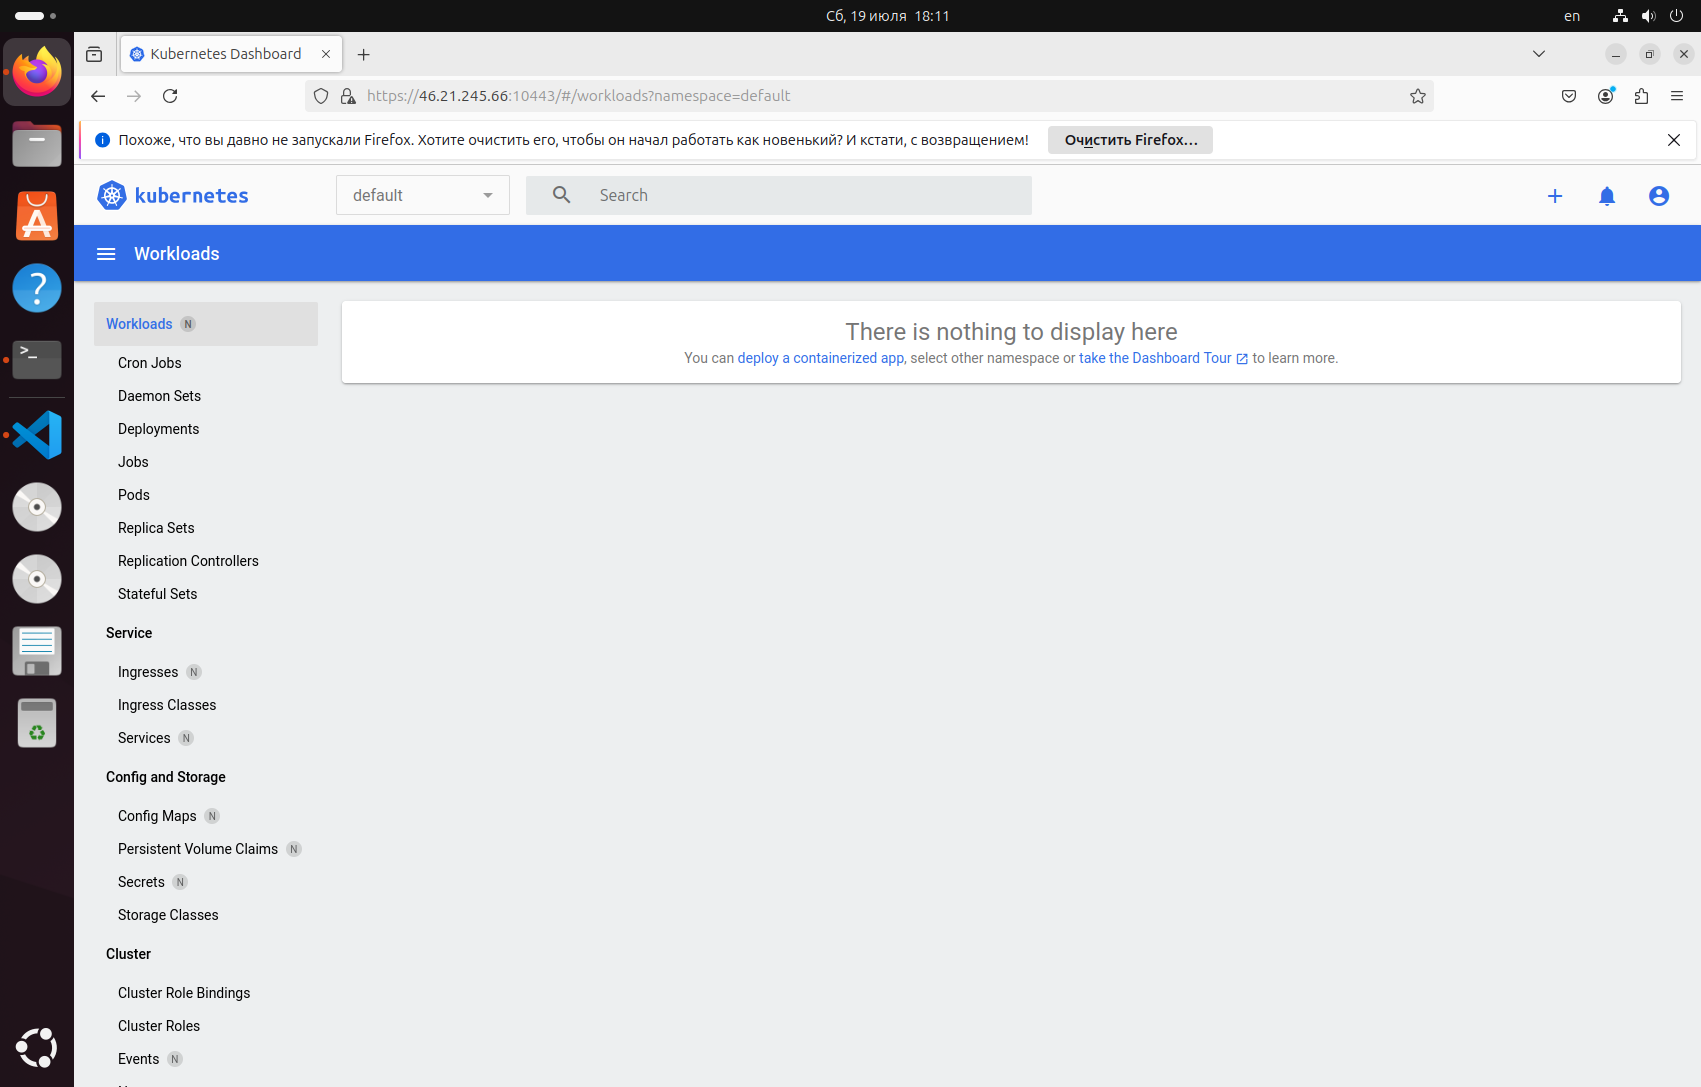 Сб, 19 июля 18:11
en
Kubernetes Dashboard
https://46.21.245.66:10443/#/workloads?namespace=default
Похоже, что вы давно не запускали Firefox. Хотите очистить его, чтобы он начал работать как новенький? И кстати, с возвращением!
Очистить Firefox...
kubernetes
default
Search
Workloads
Workloads N
Cron Jobs
Daemon Sets
Deployments
Jobs
Pods
Replica Sets
Replication Controllers
Stateful Sets
Service
Ingresses N
Ingress Classes
Services N
Config and Storage
Config Maps N
Persistent Volume Claims N
Secrets N
Storage Classes
Cluster
Cluster Role Bindings
Cluster Roles
Events N
There is nothing to display here
You can deploy a containerized app, select other namespace or take the Dashboard Tour to learn more.